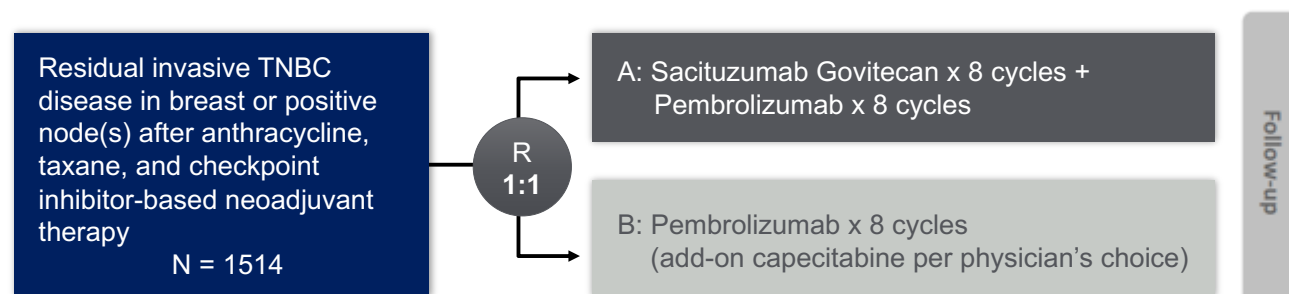 Residual invasive TNBC
disease in breast or positive
node(s) after anthracycline,
taxane, and checkpoint
inhibitor-based neoadjuvant
therapy
N = 1514
R
1:1
A: Sacituzumab Govitecan x 8 cycles +
Pembrolizumab x 8 cycles
B: Pembrolizumab x 8 cycles
(add-on capecitabine per physician’s choice)
Follow-up